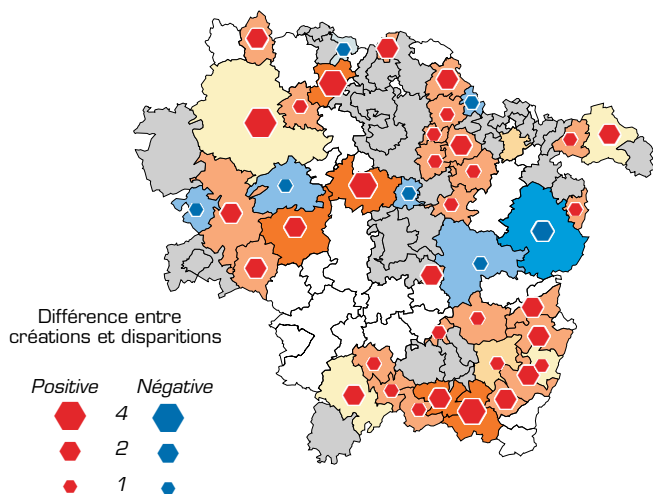 Différence entre
créations et disparitions
Positive Négative
4
2
1